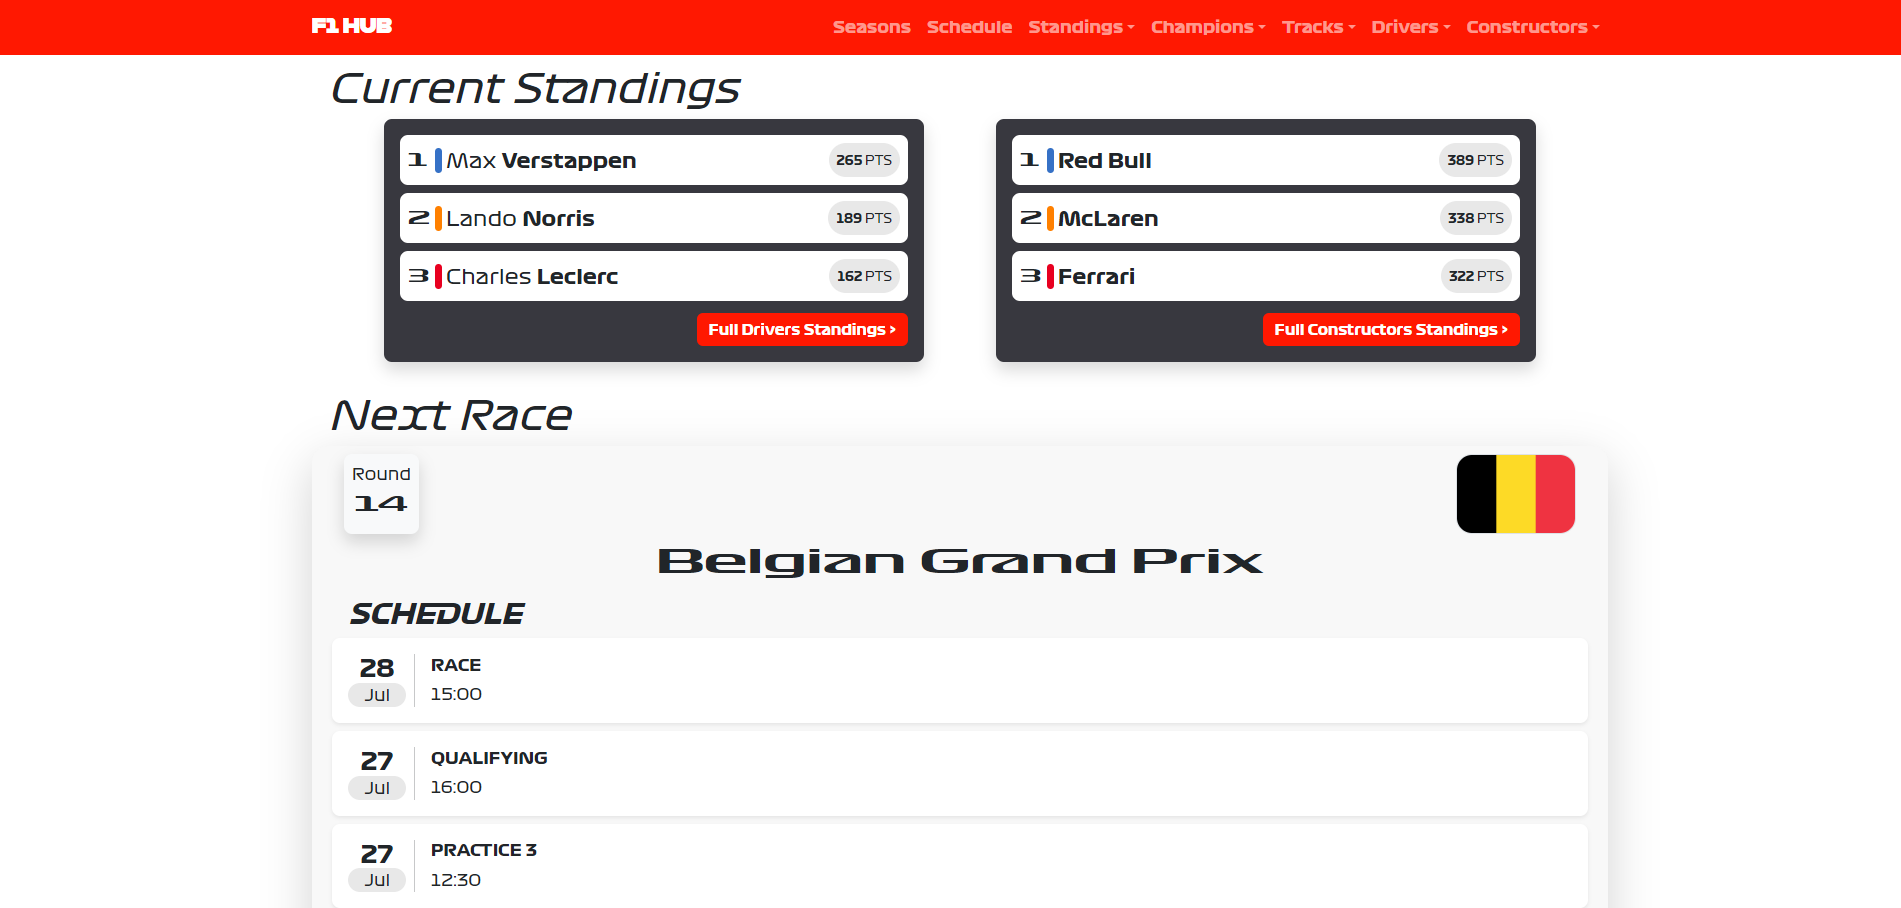 F1 HUB
Seasons Schedule Standings Champions Tracks Drivers Constructors
Current Standings
1 Max Verstappen 265 PTS
2 Lando Norris 189 PTS
3 Charles Leclerc 162 PTS
Full Drivers Standings >
1 Red Bull 389 PTS
2 McLaren 338 PTS
3 Ferrari 322 PTS
Full Constructors Standings >
Next Race
Round
14
Belgian Grand Prix
SCHEDULE
28 RACE
Jul 15:00
27 QUALIFYING
Jul 16:00
27 PRACTICE 3
Jul 12:30